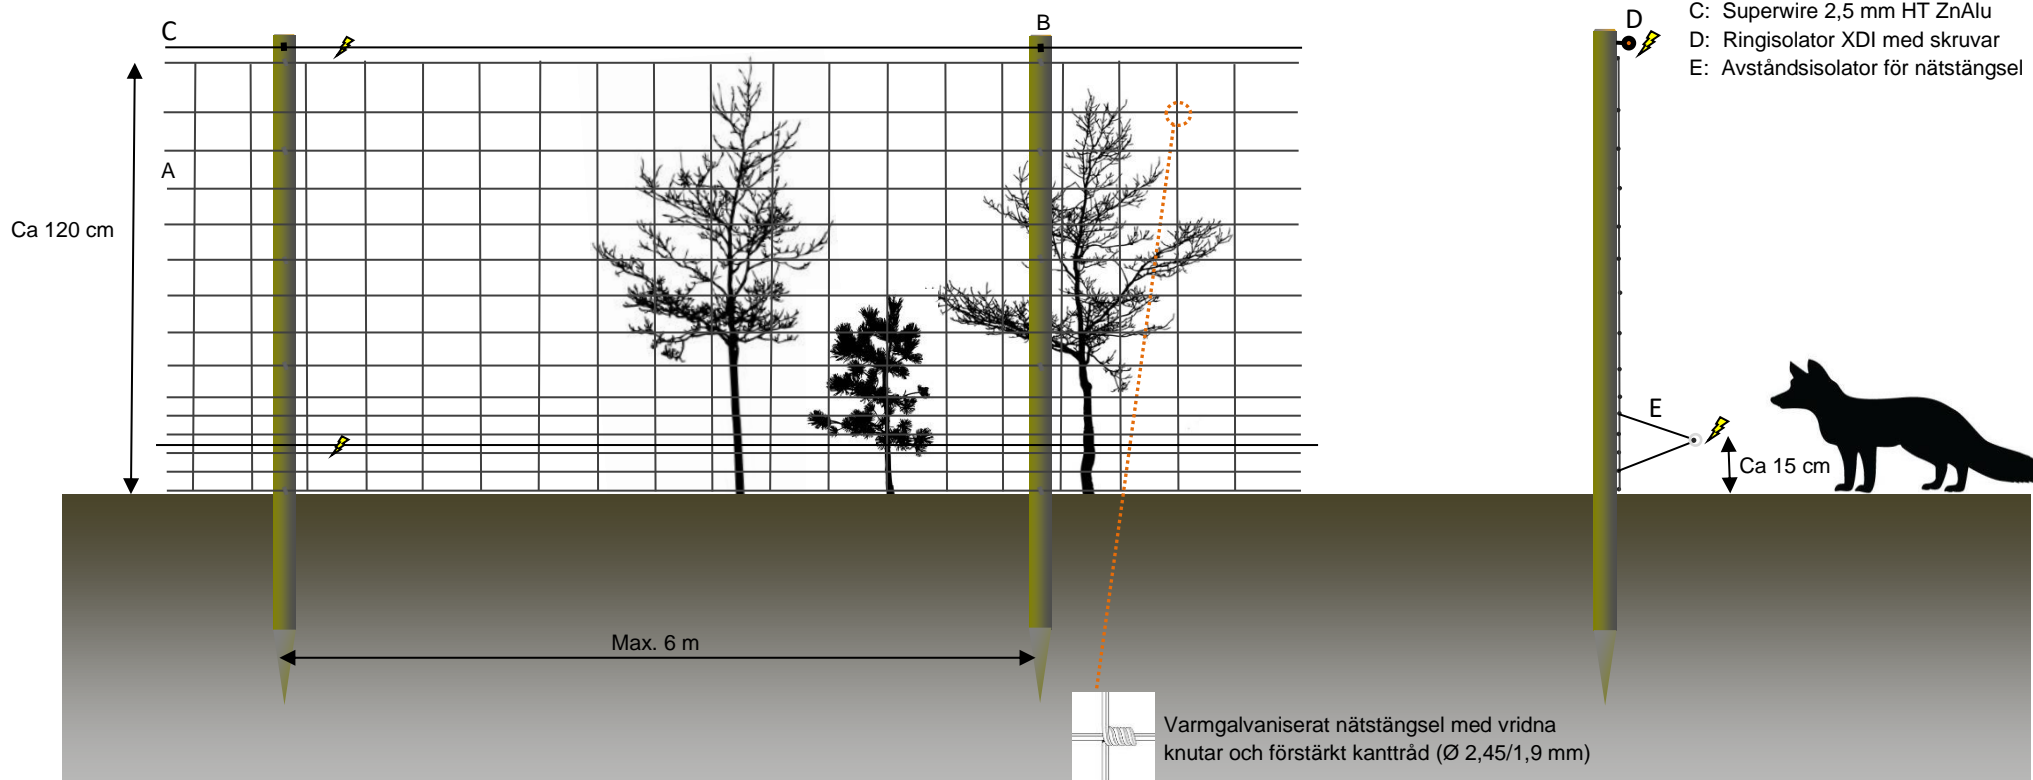 C: Superwire 2,5 mm HT ZnAlu
D: Ringisolator XDI med skruvar
E: Avståndsisolator för nätstängsel
C
B
D
A
Ca 120 cm
E
Ca 15 cm
Max. 6 m
Varmgalvaniserat nätstängsel med vridna
knutar och förstärkt kanttråd (Ø 2,45/1,9 mm)